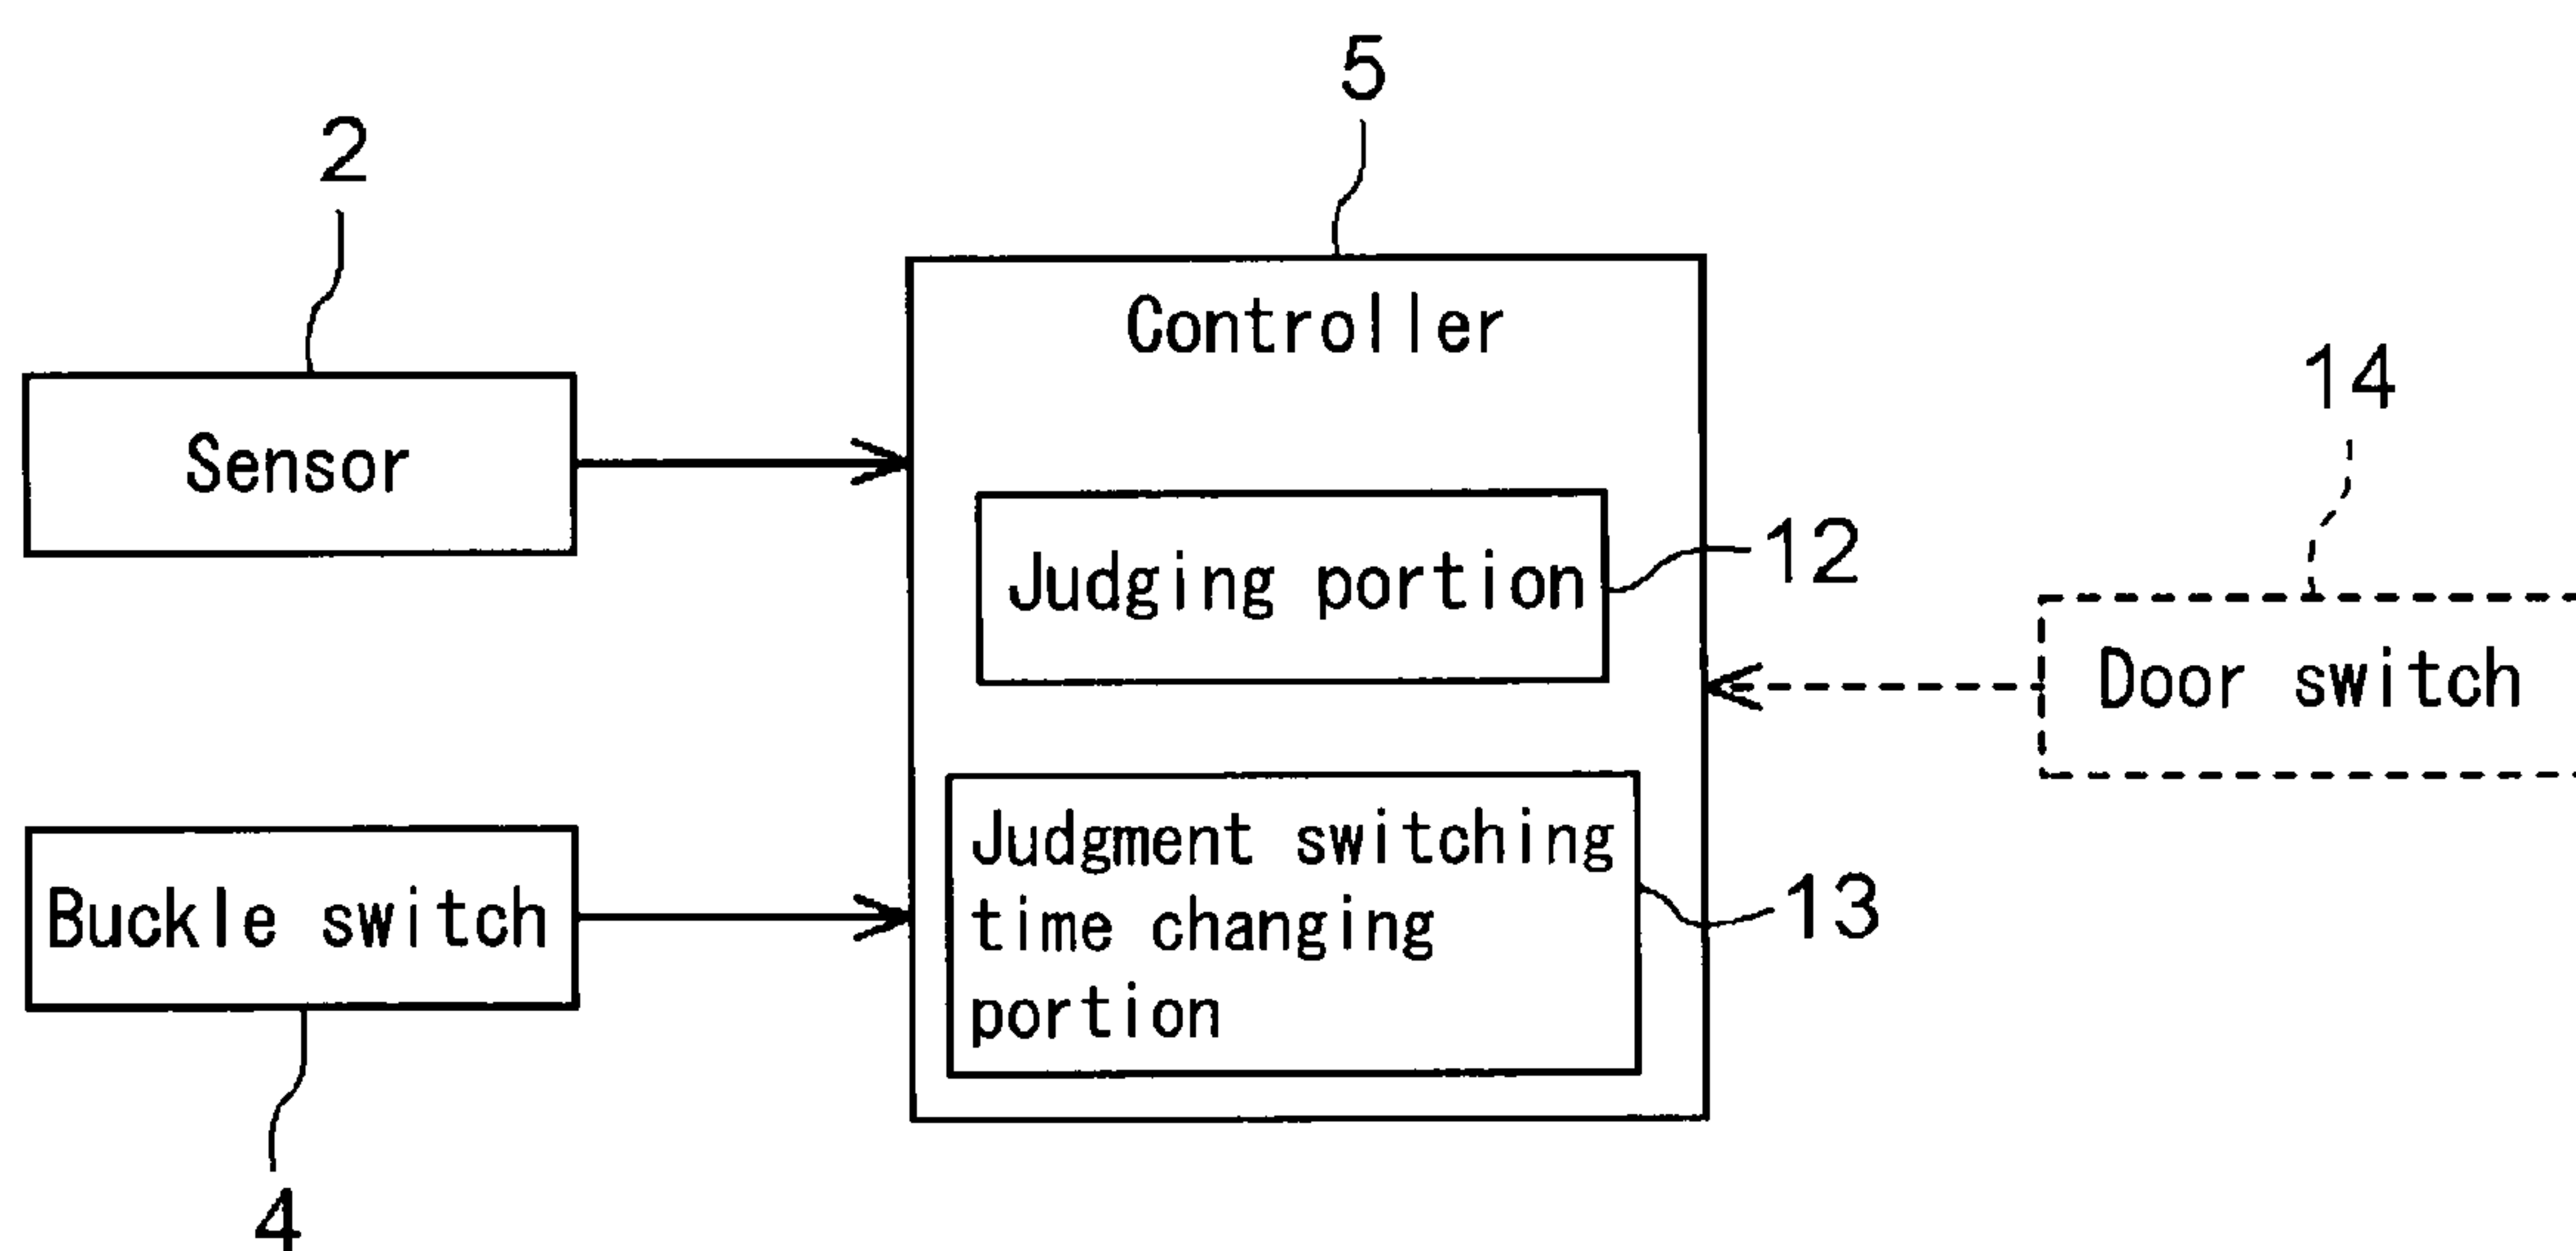 5
2
Controller
14
Sensor
12
Judging portion
Door switch
Judgment switching
time changing
portion
13
Buckle switch
4